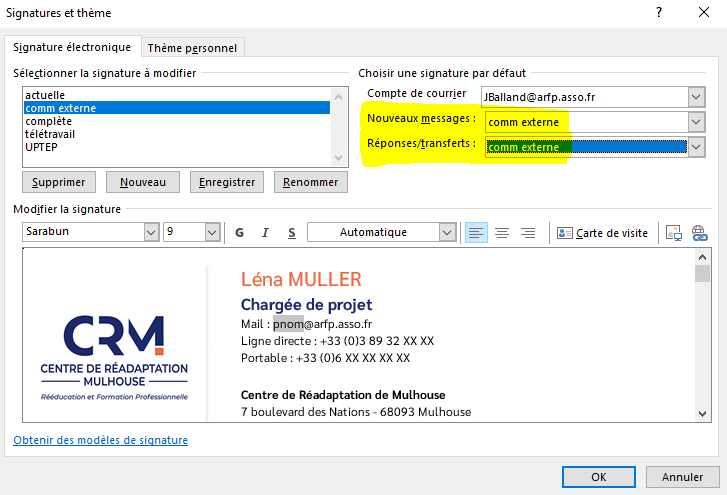 Signatures et thème
? ×
Signature électronique
Thème personnel
Sélectionner la signature à modifier
actuelle
comm externe
complète
télétravail
UPTEP
Supprimer
Nouveau
Enregistrer
Renommer
Choisir une signature par défaut
Compte de courrier
JBalland@arfp.asso.fr
Nouveaux messages :
comm externe
Réponses/transferts :
comm externe
Modifier la signature
Sarabun
9
G
I
S
Automatique
Carte de visite
CRM
CENTRE DE RÉADAPTATION
MULHOUSE
Rééducation et Formation Professionnelle
Léna MULLER
Chargée de projet
Mail : pnom@arfp.asso.fr
Ligne directe : +33 (0)3 89 32 XX XX
Portable : +33 (0)6 XX XX XX XX
Centre de Réadaptation de Mulhouse
7 boulevard des Nations - 68093 Mulhouse
Obtenir des modèles de signature
OK
Annuler